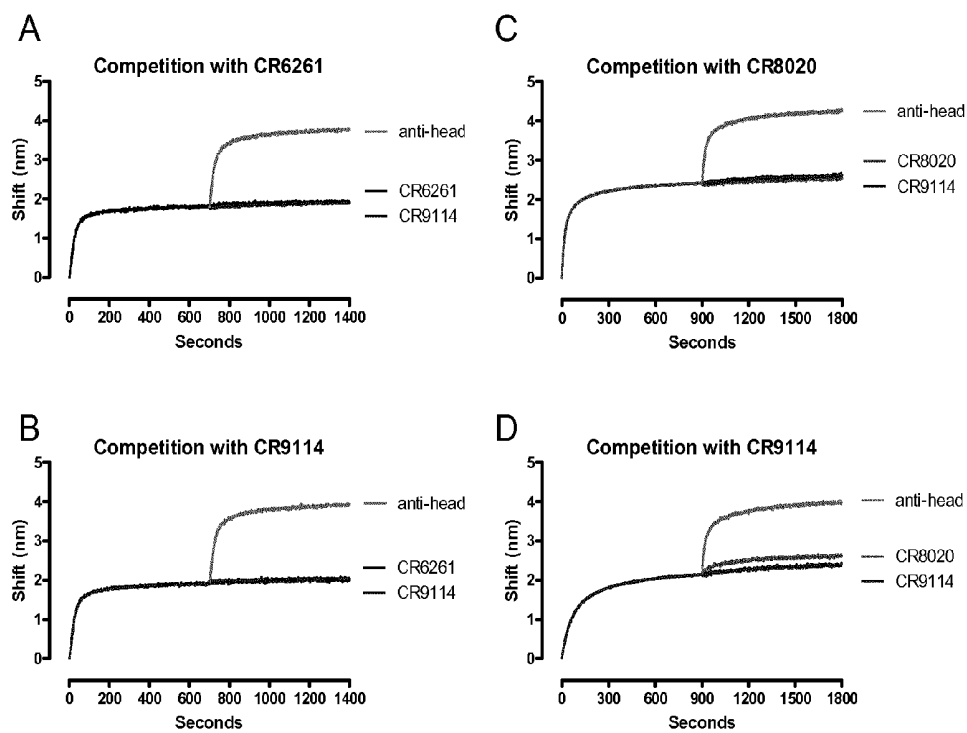 A
Competition with CR6261
Shift (nm)
5
4
3
2
1
0
anti-head
CR6261
CR9114
0 200 400 600 800 1000 1200 1400
Seconds
C
Competition with CR8020
Shift (nm)
5
4
3
2
1
0
anti-head
CR8020
CR9114
0 300 600 900 1200 1500 1800
Seconds
B
Competition with CR9114
Shift (nm)
5
4
3
2
1
0
anti-head
CR6261
CR9114
0 200 400 600 800 1000 1200 1400
Seconds
D
Competition with CR9114
Shift (nm)
5
4
3
2
1
0
anti-head
CR8020
CR9114
0 300 600 900 1200 1500 1800
Seconds